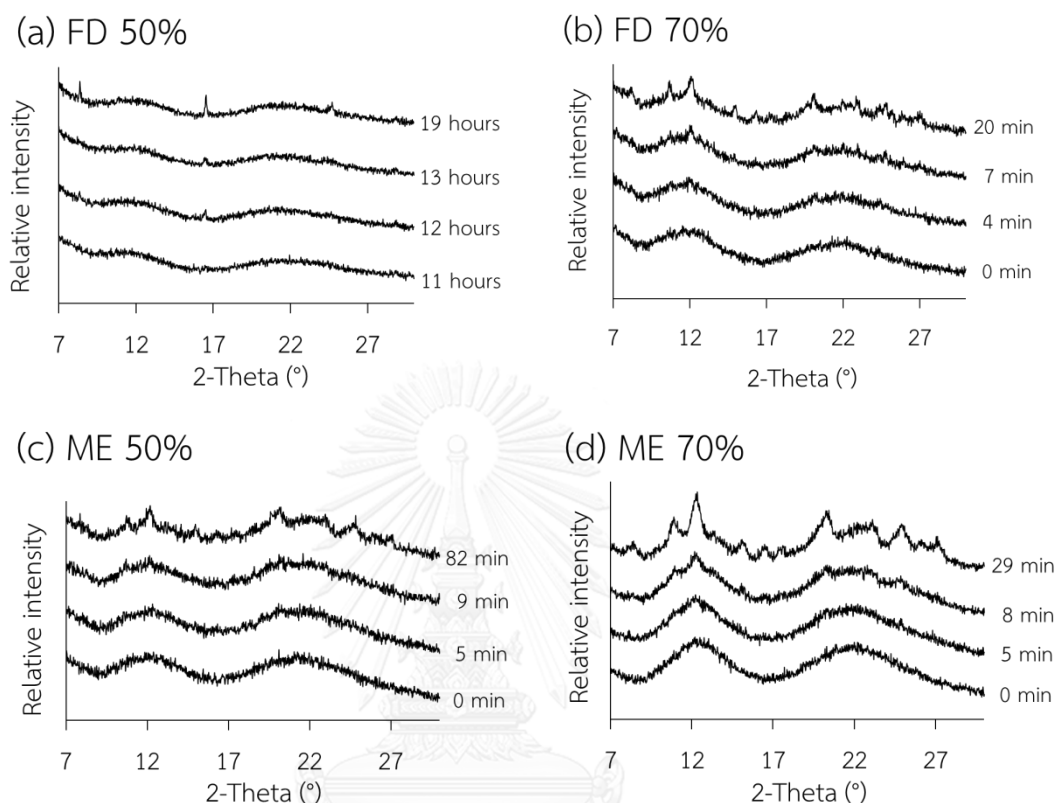 (a) FD 50%
Relative intensity
19 hours
13 hours
12 hours
11 hours
7 12 17 22 27
2-Theta (°)
(b) FD 70%
Relative intensity
20 min
7 min
4 min
0 min
7 12 17 22 27
2-Theta (°)
(c) ME 50%
Relative intensity
82 min
9 min
5 min
0 min
7 12 17 22 27
2-Theta (°)
(d) ME 70%
Relative intensity
29 min
8 min
5 min
0 min
7 12 17 22 27
2-Theta (°)